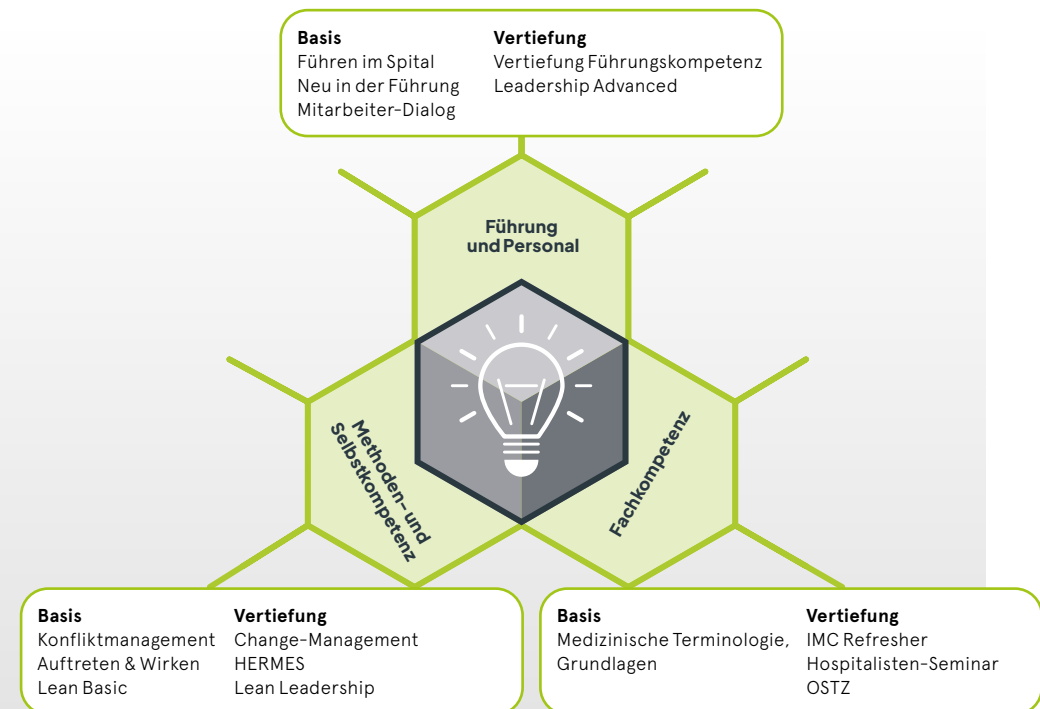 Basis
Führen im Spital
Neu in der Führung
Mitarbeiter-Dialog
Vertiefung
Vertiefung Führungskompetenz
Leadership Advanced
Führung
und Personal
Methoden- und
Selbstkompetenz
Fachkompetenz
Basis
Konfliktmanagement
Auftreten & Wirken
Lean Basic
Vertiefung
Change-Management
HERMES
Lean Leadership
Basis
Medizinische Terminologie,
Grundlagen
Vertiefung
IMC Refresher
Hospitalisten-Seminar
OSTZ